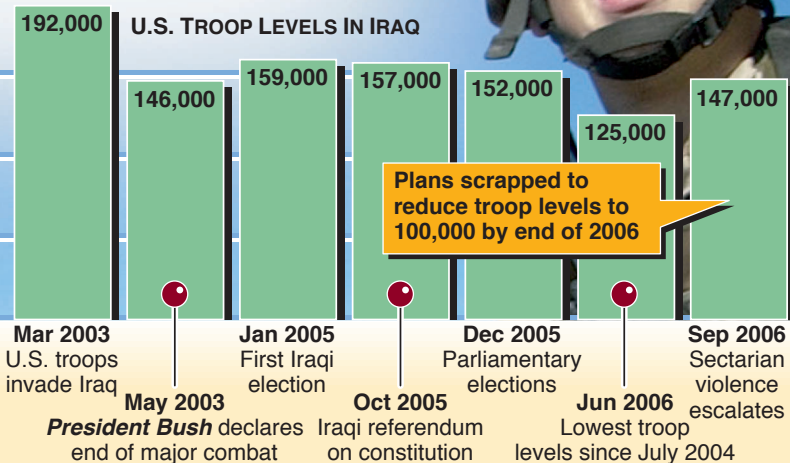 U.S. TROOP LEVELS IN IRAQ
192,000
146,000
159,000
157,000
152,000
125,000
147,000
Plans scrapped to
reduce troop levels to
100,000 by end of 2006
Mar 2003
U.S. troops
invade Iraq
May 2003
President Bush declares
end of major combat
Jan 2005
First Iraqi
election
Oct 2005
Iraqi referendum
on constitution
Dec 2005
Parliamentary
elections
Jun 2006
Lowest troop
levels since July 2004
Sep 2006
Sectarian
violence
escalates